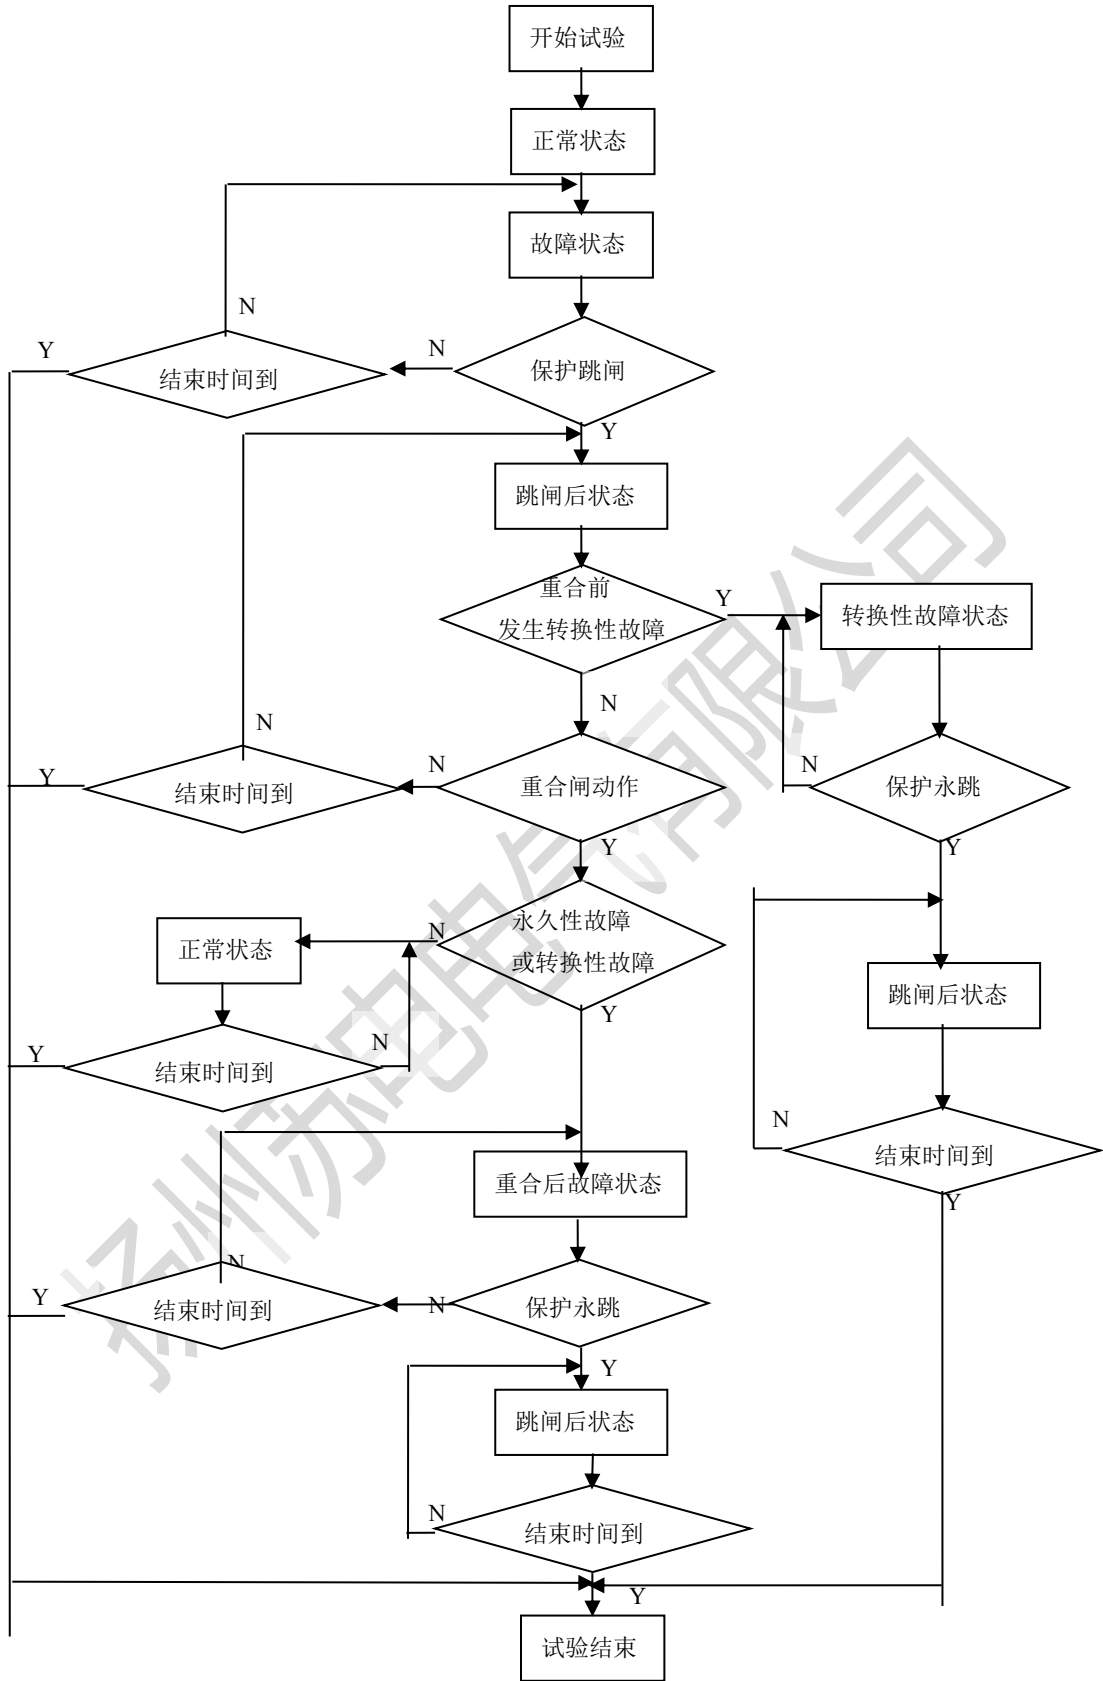 开始试验
正常状态
故障状态
N
Y
N
结束时间到
保护跳闸
Y
跳闸后状态
重合前
发生转换性故障
Y
转换性故障状态
N
N
Y
结束时间到
N
重合闸动作
N
保护永跳
Y
Y
正常状态
N
永久性故障
或转换性故障
跳闸后状态
Y
Y
结束时间到
N
N
结束时间到
Y
重合后故障状态
N
Y
结束时间到
N
保护永跳
Y
跳闸后状态
N
结束时间到
Y
试验结束
扬州苏电电气有限公司